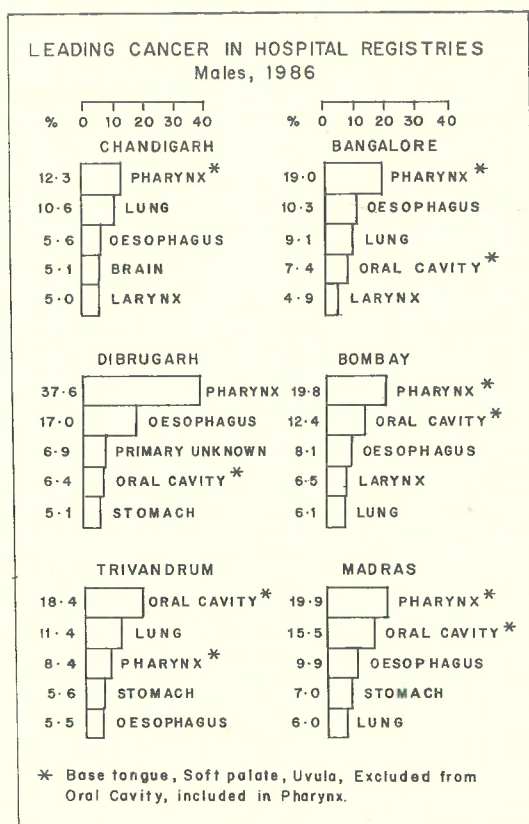 LEADING CANCER IN HOSPITAL REGISTRIES
Males, 1986
% 0 10 20 30 40
CHANDIGARH
12·3 PHARYNX*
10·6 LUNG
5·6 OESOPHAGUS
5·1 BRAIN
5·0 LARYNX
% 0 10 20 30 40
BANGALORE
19·0 PHARYNX*
10·3 OESOPHAGUS
9·1 LUNG
7·4 ORAL CAVITY*
4·9 LARYNX
DIBRUGARH
37·6 PHARYNX
17·0 OESOPHAGUS
6·9 PRIMARY UNKNOWN
6·4 ORAL CAVITY*
5·1 STOMACH
BOMBAY
19·8 PHARYNX*
12·4 ORAL CAVITY*
8·1 OESOPHAGUS
6·5 LARYNX
6·1 LUNG
TRIVANDRUM
18·4 ORAL CAVITY*
11·4 LUNG
8·4 PHARYNX*
5·6 STOMACH
5·5 OESOPHAGUS
MADRAS
19·9 PHARYNX*
15·5 ORAL CAVITY*
9·9 OESOPHAGUS
7·0 STOMACH
6·0 LUNG
* Base tongue, Soft palate, Uvula, Excluded from
Oral Cavity, included in Pharynx.